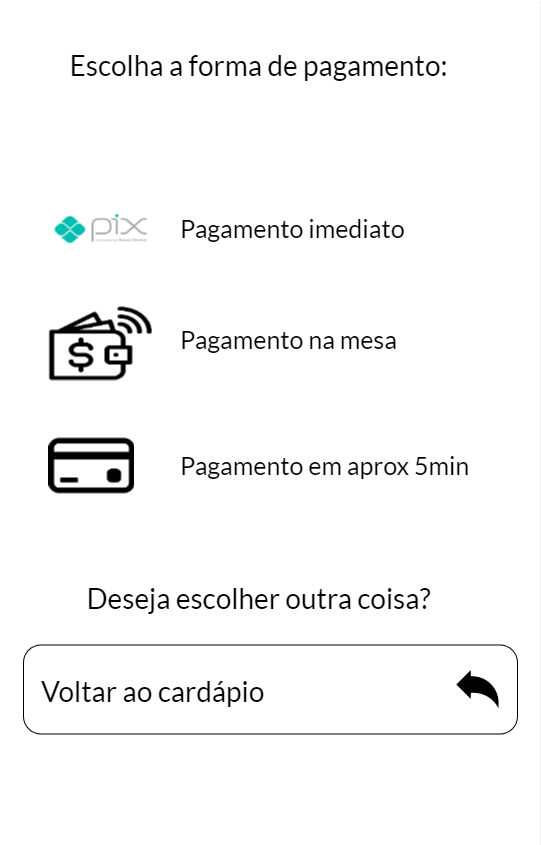 Escolha a forma de pagamento:
pix
Pagamento imediato
$
Pagamento na mesa
Pagamento em aprox 5min
Deseja escolher outra coisa?
Voltar ao cardápio